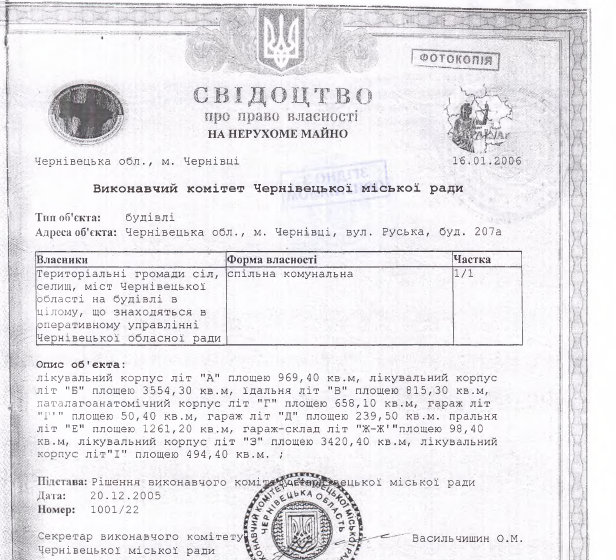 ФОТОКОПІЯ
СВІДОЦТВО
про право власності
НА НЕРУХОМЕ МАЙНО
Чернівецька обл., м. Чернівці 16.01.2006
Виконавчий комітет Чернівецької міської ради
Тип об'єкта: будівлі
Адреса об'єкта: Чернівецька обл., м. Чернівці, вул. Руська, буд. 207а
Власники Форма власності Частка
Територіальні громади сіл, спільна комунальна 1/1
селищ, міст Чернівецької
області на будівлі в
цілому, що знаходяться в
оперативному управлінні
Чернівецької обласної ради
Опис об'єкта:
лікувальний корпус літ "А" площею 969,40 кв.м, лікувальний корпус
літ "Б" площею 3554,30 кв.м, їдальня літ "В" площею 815,30 кв.м,
паталагоанатомічний корпус літ "Г" площею 658,10 кв.м, гараж літ
"Г'" площею 50,40 кв.м, гараж літ "Д" площею 239,50 кв.м. пральня
літ "Е" площею 1261,20 кв.м, гараж-склад літ "Ж-Ж'"площею 98,40
кв.м, лікувальний корпус літ "З" площею 3420,40 кв.м, лікувальний
корпус літ"І" площею 494,40 кв.м. ;
Підстава: Рішення виконавчого комітету Чернівецької міської ради
Дата: 20.12.2005
Номер: 1001/22
Секретар виконавчого комітету Васильчишин О.М.
Чернівецької міської ради
ЧЕРНІВЕЦЬКА ОБЛАСТЬ